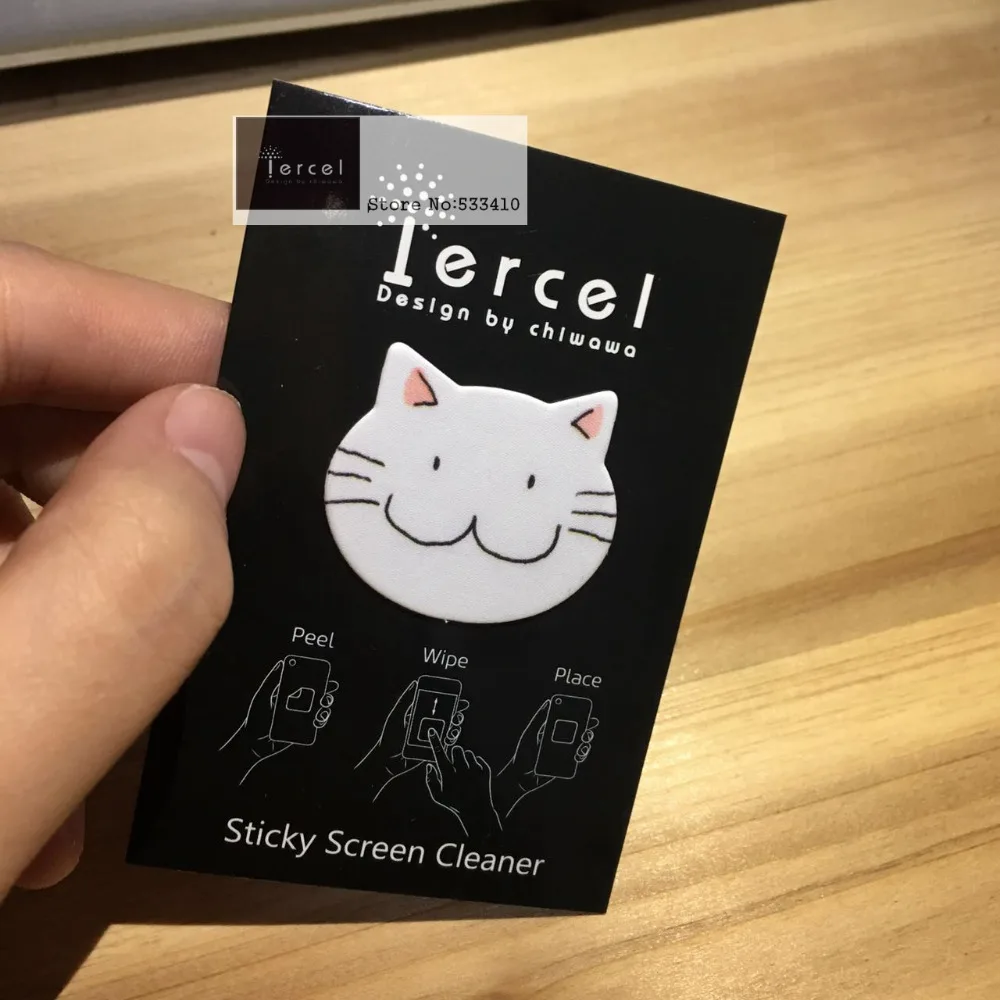 Tercel
Design by chiwawa
Store No:533410
Tercel
Design by chiwawa
Peel
Wipe
Place
Sticky Screen Cleaner